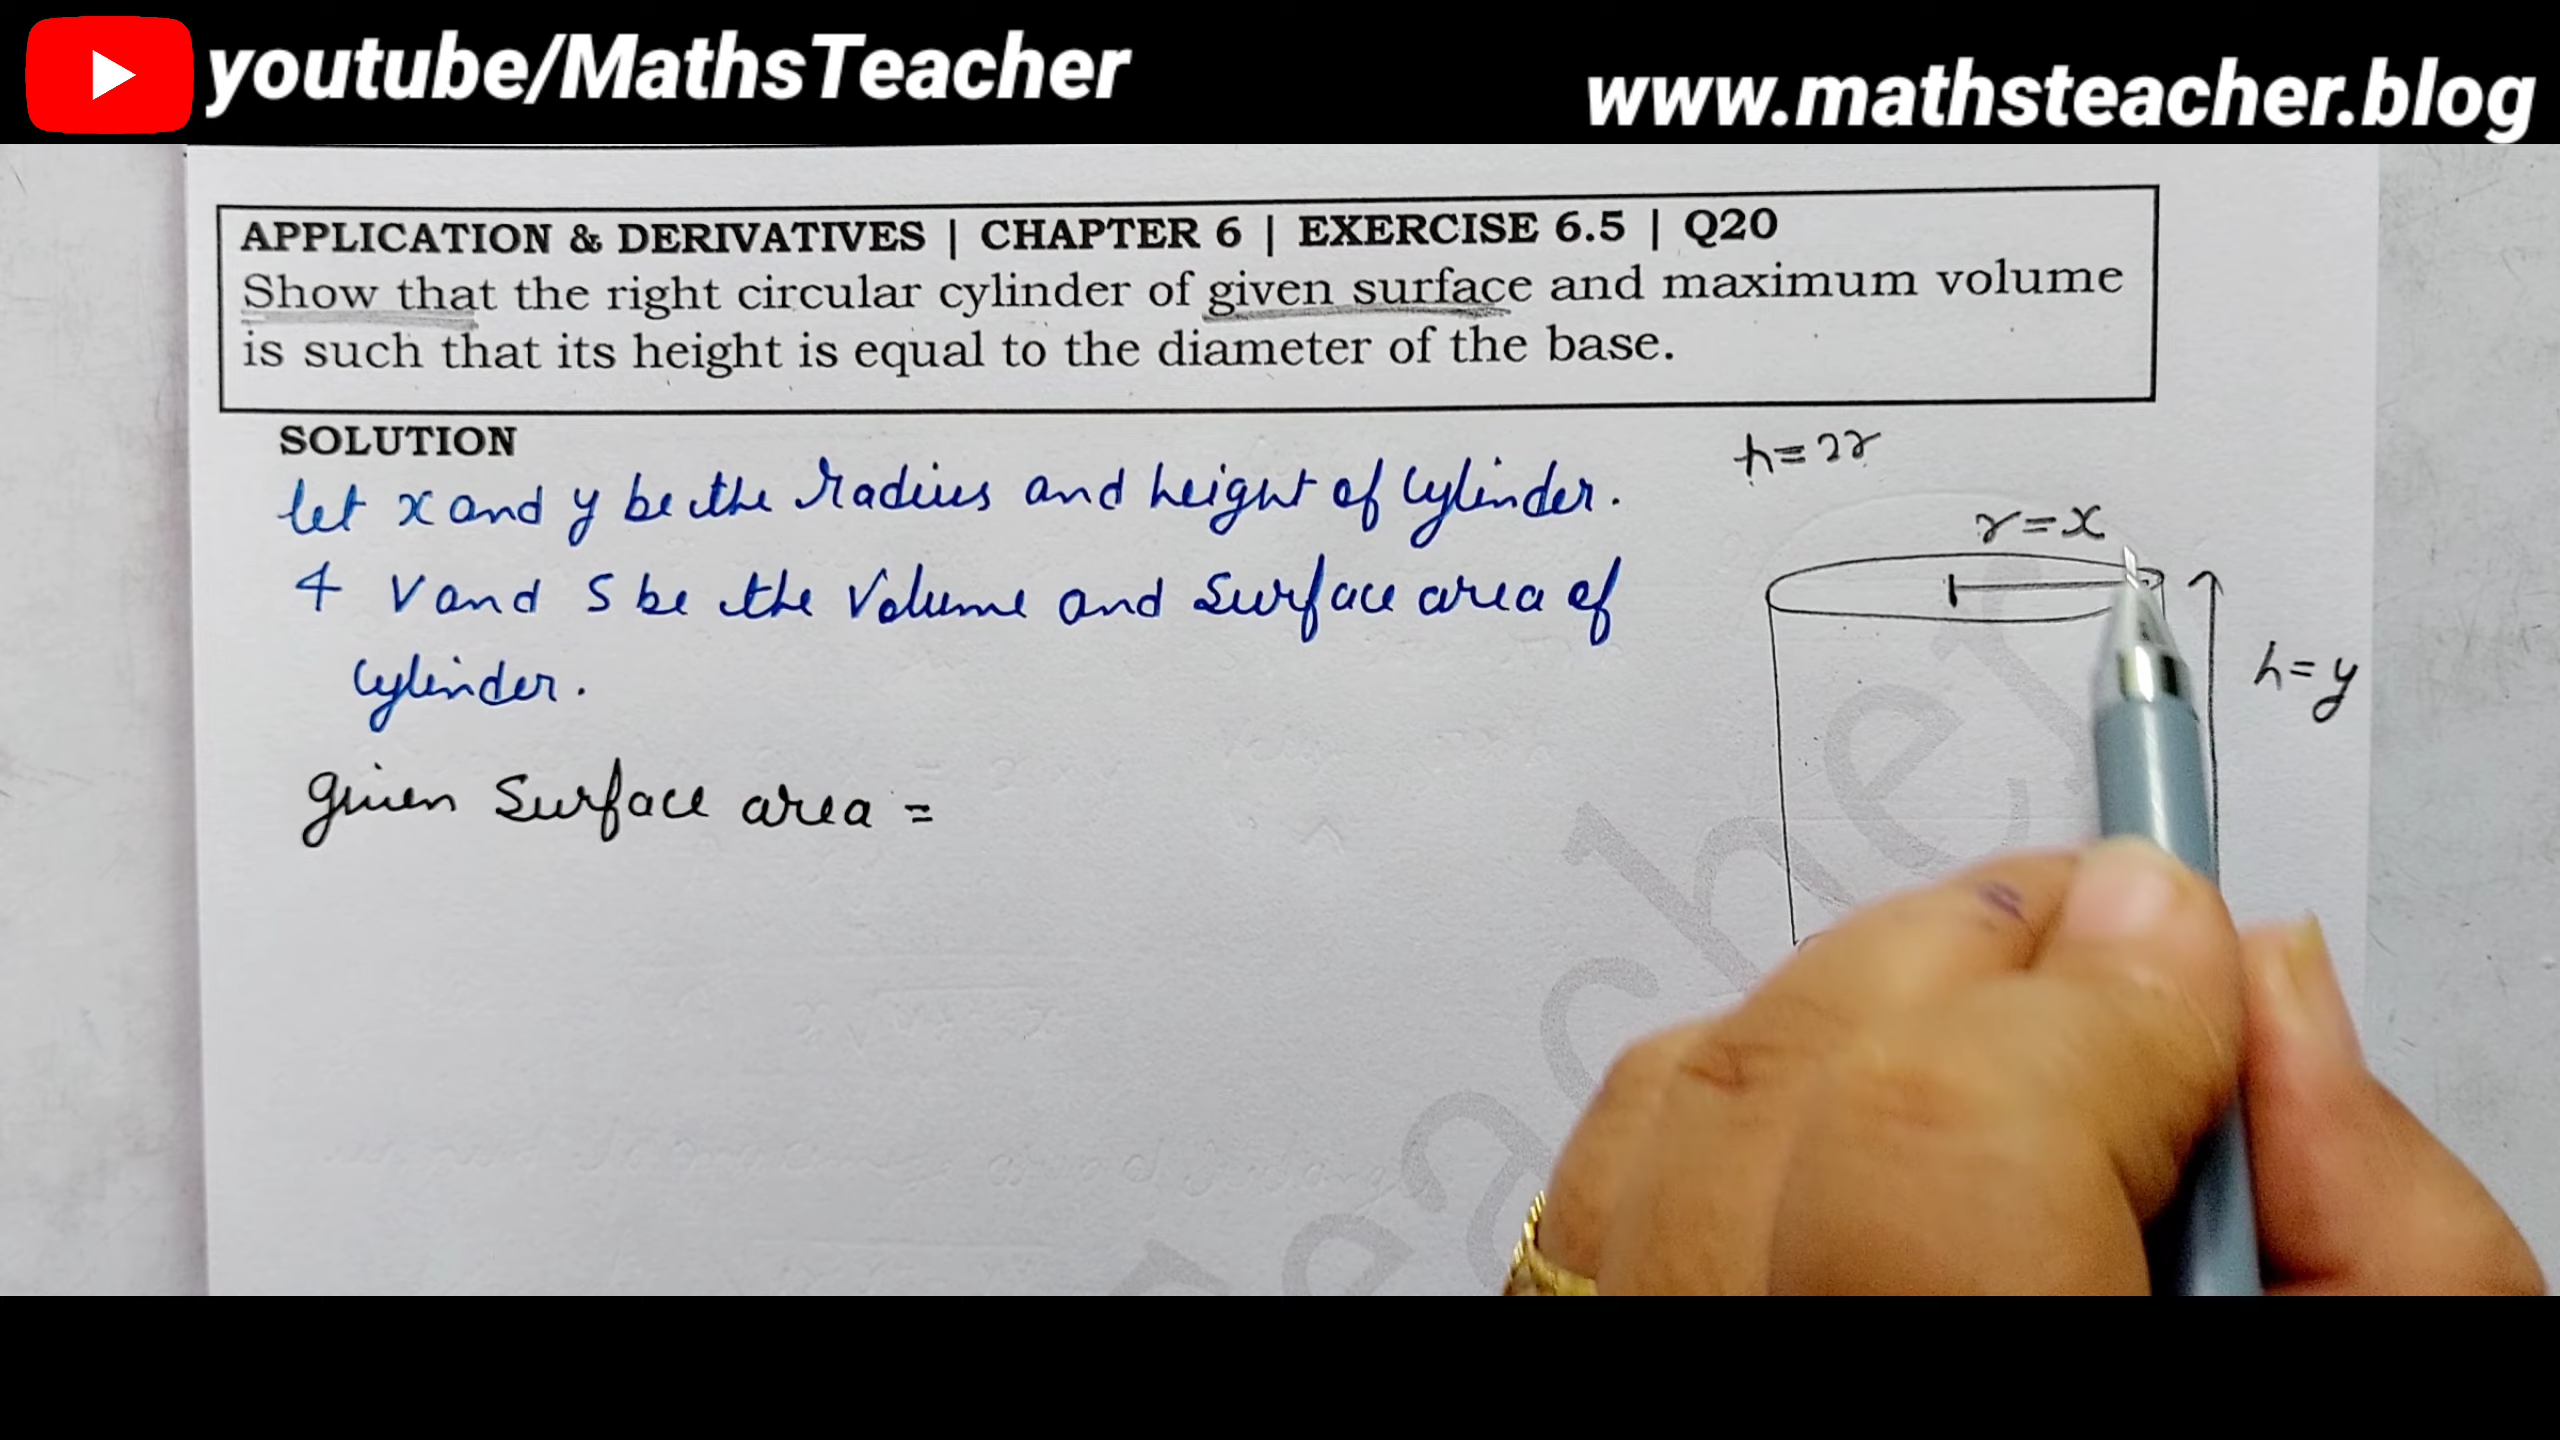 youtube/MathsTeacher
www.mathsteacher.blog
APPLICATION & DERIVATIVES | CHAPTER 6 | EXERCISE 6.5 | Q20
Show that the right circular cylinder of given surface and maximum volume
is such that its height is equal to the diameter of the base.
SOLUTION
h=2r
let x and y be the radius and height of cylinder.
r=x
& V and S be the volume and surface area of
cylinder.
h=y
given surface area =